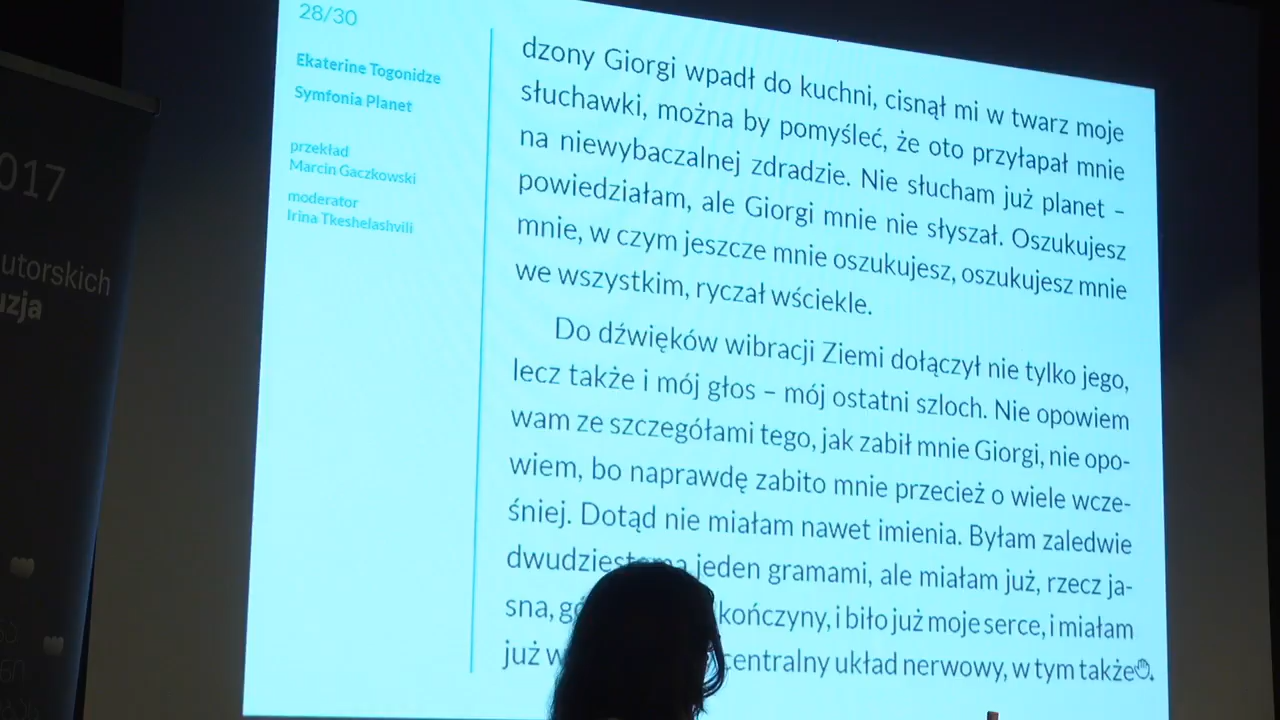 28/30
Ekaterine Togonidze
Symfonia Planet
przekład
Marcin Gaczkowski
moderator
Irina Tkeshelashvili
dzony Giorgi wpadł do kuchni, cisnął mi w twarz moje
słuchawki, można by pomyśleć, że oto przyłapał mnie
na niewybaczalnej zdradzie. Nie słucham już planet –
powiedziałam, ale Giorgi mnie nie słyszał. Oszukujesz
mnie, w czym jeszcze mnie oszukujesz, oszukujesz mnie
we wszystkim, ryczał wściekle.
Do dźwięków wibracji Ziemi dołączył nie tylko jego,
lecz także i mój głos – mój ostatni szloch. Nie opowiem
wam ze szczegółami tego, jak zabił mnie Giorgi, nie opo-
wiem, bo naprawdę zabito mnie przecież o wiele wcze-
śniej. Dotąd nie miałam nawet imienia. Byłam zaledwie
dwudziestoma jeden gramami, ale miałam już, rzecz ja-
sna, kończyny, i biło już moje serce, i miałam
już centralny układ nerwowy, w tym także
017
utorskich
uzja